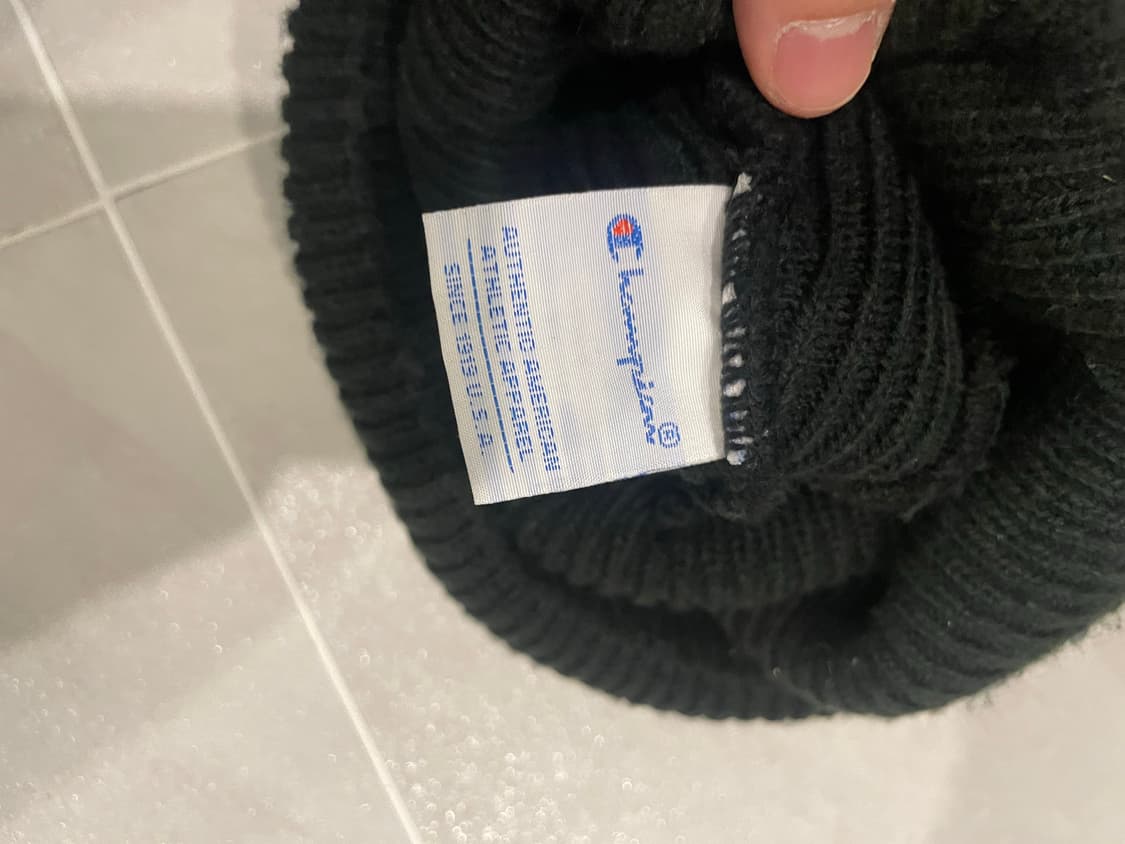 Champion®
AUTHENTIC AMERICAN
ATHLETIC APPAREL
SINCE 1919 U.S.A.